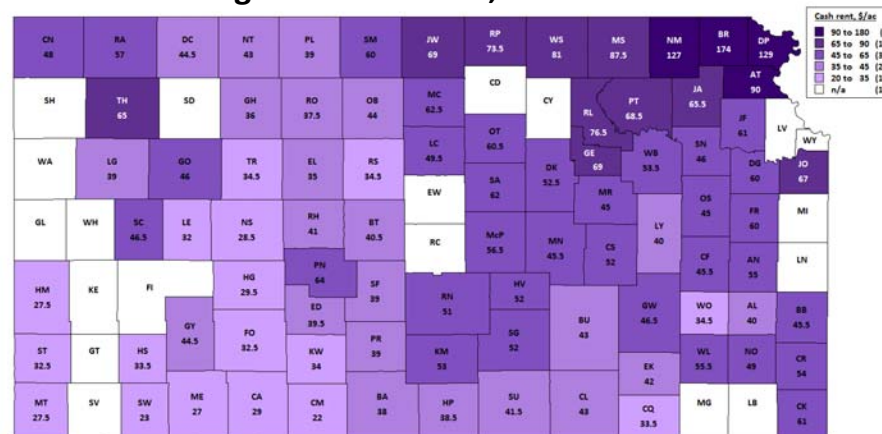 Cash rent, $/ac
90 to 180
65 to 90
45 to 65
35 to 45
20 to 35
n/a
CN
48
RA
57
DC
44.5
NT
43
PL
39
SM
60
JW
69
RP
73.5
WS
81
MS
87.5
NM
127
BR
174
DP
129
AT
90
SH
TH
65
SD
GH
36
RO
37.5
OB
44
MC
62.5
CD
CY
RL
76.5
PT
68.5
JA
65.5
JF
61
LV
WY
WA
LG
39
GO
46
TR
34.5
EL
35
RS
34.5
LC
49.5
OT
60.5
EW
SA
62
DK
52.5
GE
69
WB
53.5
SN
46
DG
60
JO
67
GL
WH
SC
46.5
LE
32
NS
28.5
RH
41
BT
40.5
RC
McP
56.5
MN
45.5
MR
45
CS
52
LY
40
OS
45
FR
60
MI
HM
27.5
KE
FI
HG
29.5
PN
64
SF
39
RN
51
HV
52
CF
45.5
AN
55
LN
GY
44.5
ED
39.5
FO
32.5
SG
52
BU
43
GW
46.5
WO
34.5
AL
40
BB
45.5
ST
32.5
GT
HS
33.5
KW
34
PR
39
KM
53
EK
42
WL
55.5
NO
49
CR
54
MT
27.5
SV
SW
23
ME
27
CA
29
CM
22
BA
38
HP
38.5
SU
41.5
CL
43
CQ
33.5
MG
LB
CK
61